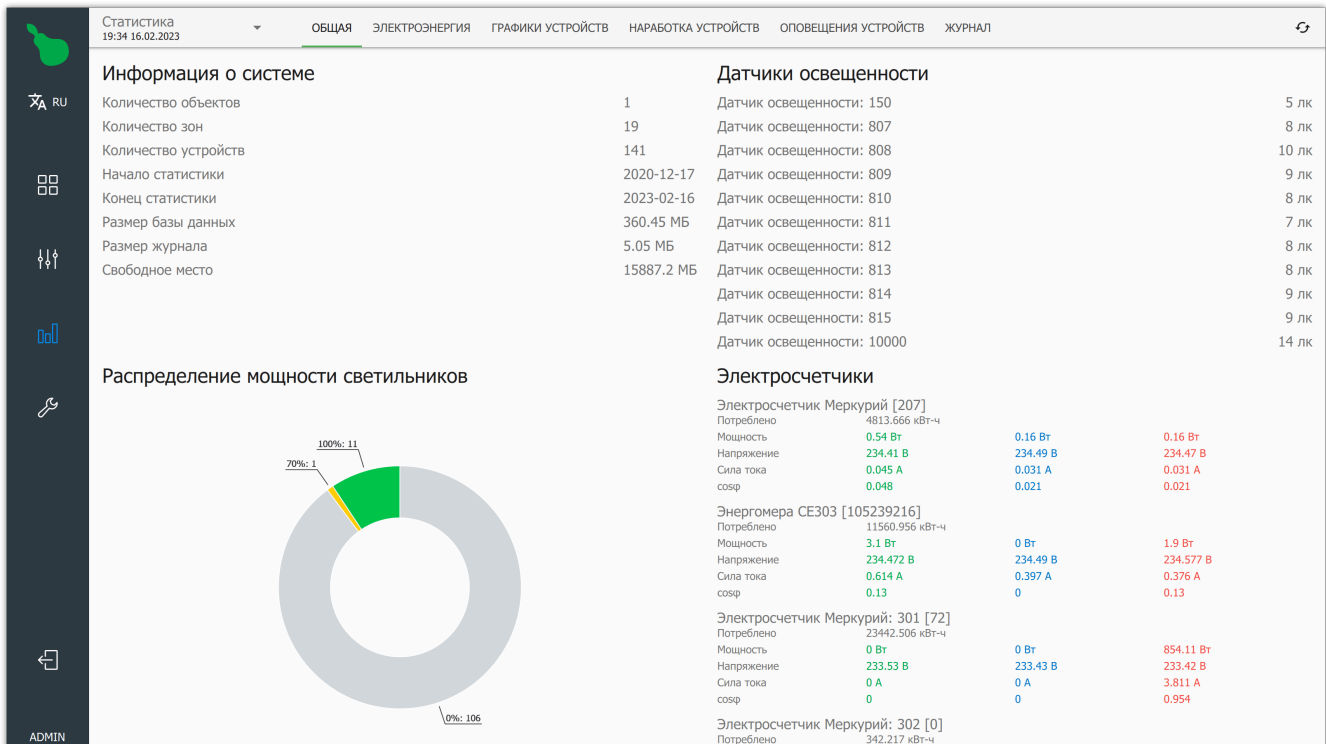 Статистика
19:34 16.02.2023
ОБЩАЯ ЭЛЕКТРОЭНЕРГИЯ ГРАФИКИ УСТРОЙСТВ НАРАБОТКА УСТРОЙСТВ ОПОВЕЩЕНИЯ УСТРОЙСТВ ЖУРНАЛ
RU
ADMIN
Информация о системе
Количество объектов 1
Количество зон 19
Количество устройств 141
Начало статистики 2020-12-17
Конец статистики 2023-02-16
Размер базы данных 360.45 МБ
Размер журнала 5.05 МБ
Свободное место 15887.2 МБ
Датчики освещенности
Датчик освещенности: 150 5 лк
Датчик освещенности: 807 8 лк
Датчик освещенности: 808 10 лк
Датчик освещенности: 809 9 лк
Датчик освещенности: 810 8 лк
Датчик освещенности: 811 7 лк
Датчик освещенности: 812 8 лк
Датчик освещенности: 813 8 лк
Датчик освещенности: 814 9 лк
Датчик освещенности: 815 9 лк
Датчик освещенности: 10000 14 лк
Распределение мощности светильников
100%: 11
70%: 1
0%: 106
Электросчетчики
Электросчетчик Меркурий [207]
Потреблено 4813.666 кВт-ч
Мощность 0.54 Вт 0.16 Вт 0.16 Вт
Напряжение 234.41 В 234.49 В 234.47 В
Сила тока 0.045 А 0.031 А 0.031 А
cosφ 0.048 0.021 0.021
Энергомера CE303 [105239216]
Потреблено 11560.956 кВт-ч
Мощность 3.1 Вт 0 Вт 1.9 Вт
Напряжение 234.472 В 234.49 В 234.577 В
Сила тока 0.614 А 0.397 А 0.376 А
cosφ 0.13 0 0.13
Электросчетчик Меркурий: 301 [72]
Потреблено 23442.506 кВт-ч
Мощность 0 Вт 0 Вт 854.11 Вт
Напряжение 233.53 В 233.43 В 233.42 В
Сила тока 0 А 0 А 3.811 А
cosφ 0 0 0.954
Электросчетчик Меркурий: 302 [0]
Потреблено 342.217 кВт-ч